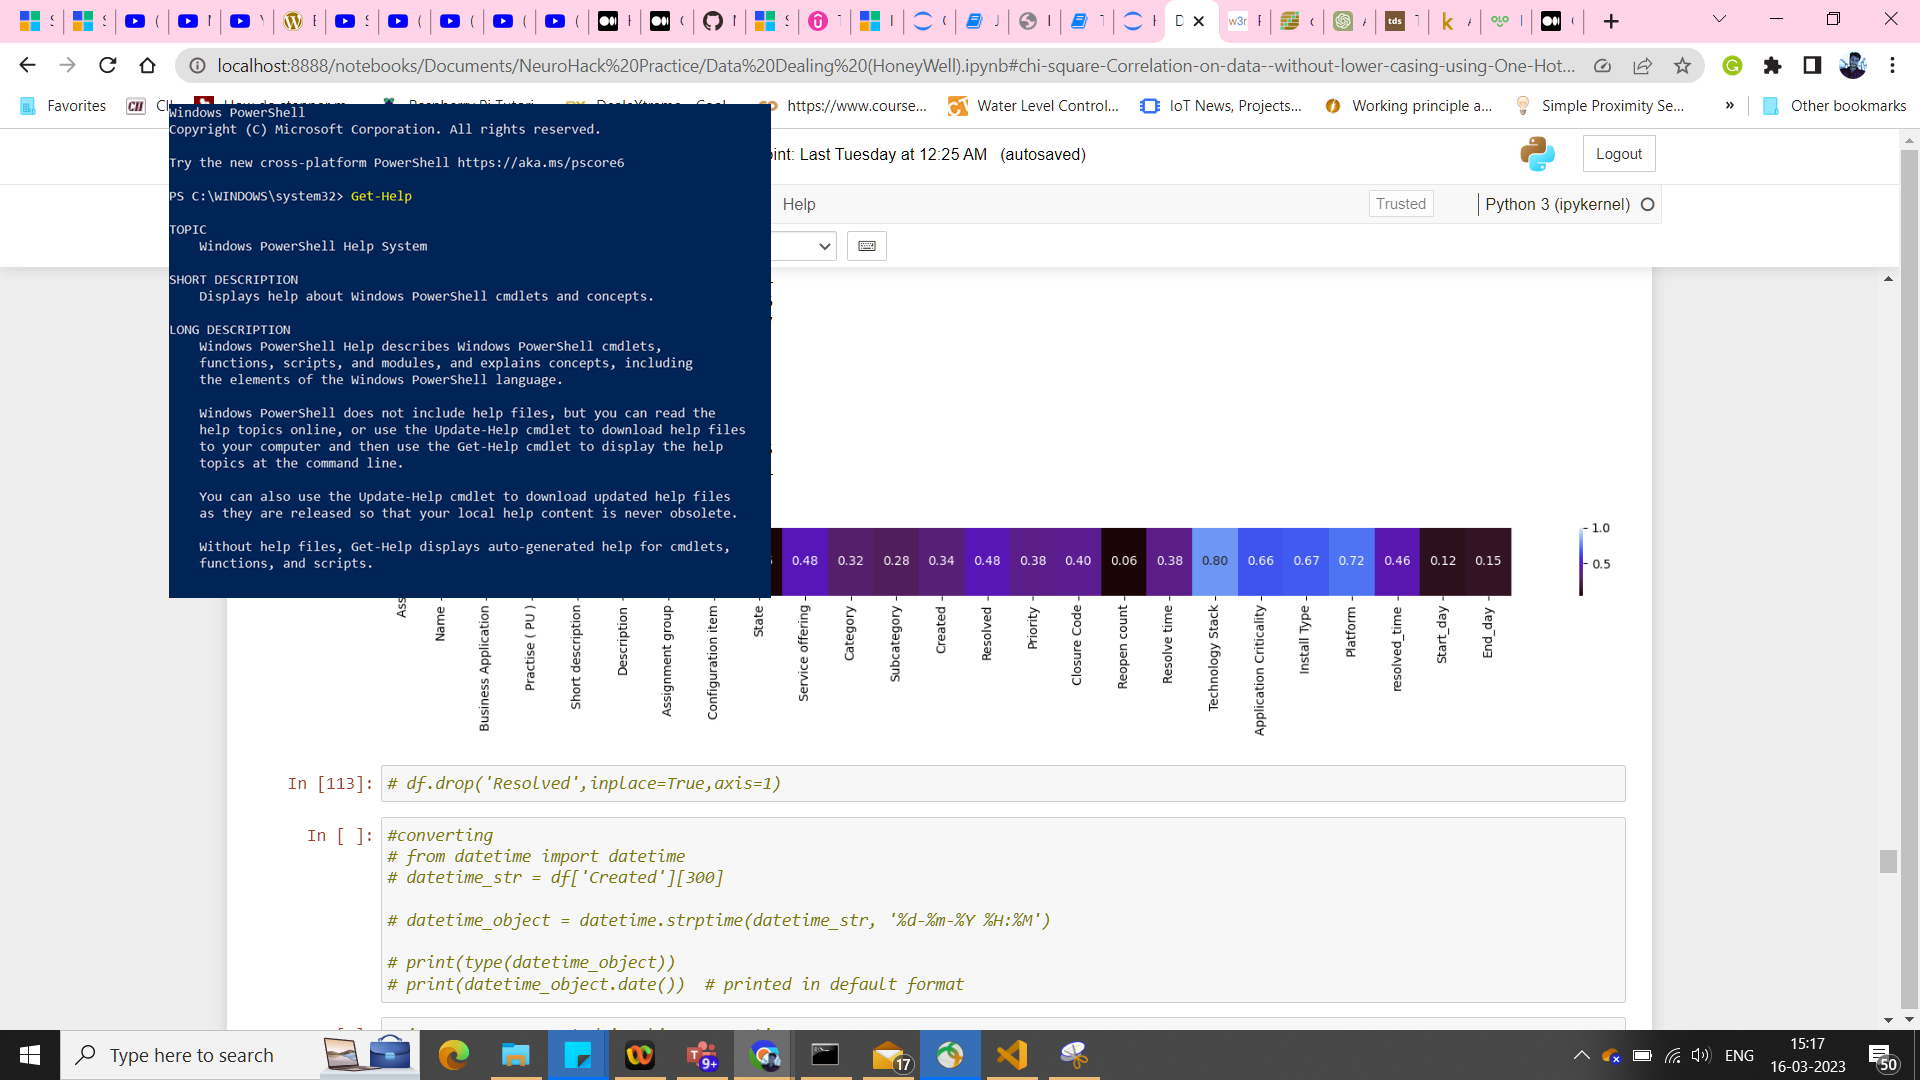 localhost:8888/notebooks/Documents/NeuroHack%20Practice/Data%20Dealing%20(HoneyWell).ipynb#chi-square-Correlation-on-data--without-lower-casing-using-One-Hot...
Favorites
https://www.course...
Water Level Control...
IoT News, Projects...
Working principle a...
Simple Proximity Se...
»
Other bookmarks
Windows PowerShell
Copyright (C) Microsoft Corporation. All rights reserved.
Try the new cross-platform PowerShell https://aka.ms/pscore6
PS C:\WINDOWS\system32> Get-Help
TOPIC
Windows PowerShell Help System
SHORT DESCRIPTION
Displays help about Windows PowerShell cmdlets and concepts.
LONG DESCRIPTION
Windows PowerShell Help describes Windows PowerShell cmdlets,
functions, scripts, and modules, and explains concepts, including
the elements of the Windows PowerShell language.
Windows PowerShell does not include help files, but you can read the
help topics online, or use the Update-Help cmdlet to download help files
to your computer and then use the Get-Help cmdlet to display the help
topics at the command line.
You can also use the Update-Help cmdlet to download updated help files
as they are released so that your local help content is never obsolete.
Without help files, Get-Help displays auto-generated help for cmdlets,
functions, and scripts.
Last Tuesday at 12:25 AM (autosaved)
Logout
Help
Trusted
Python 3 (ipykernel)
0.48 0.32 0.28 0.34 0.48 0.38 0.40 0.06 0.38 0.80 0.66 0.67 0.72 0.46 0.12 0.15
1.0
0.5
Name
Business Application
Practise ( PU )
Short description
Description
Assignment group
Configuration item
State
Service offering
Category
Subcategory
Created
Resolved
Priority
Closure Code
Reopen count
Resolve time
Technology Stack
Application Criticality
Install Type
Platform
resolved_time
Start_day
End_day
In [113]: # df.drop('Resolved',inplace=True,axis=1)
In [ ]: #converting
# from datetime import datetime
# datetime_str = df['Created'][300]
# datetime_object = datetime.strptime(datetime_str, '%d-%m-%Y %H:%M')
# print(type(datetime_object))
# print(datetime_object.date()) # printed in default format
Type here to search
9+
17
ENG
15:17
16-03-2023
50